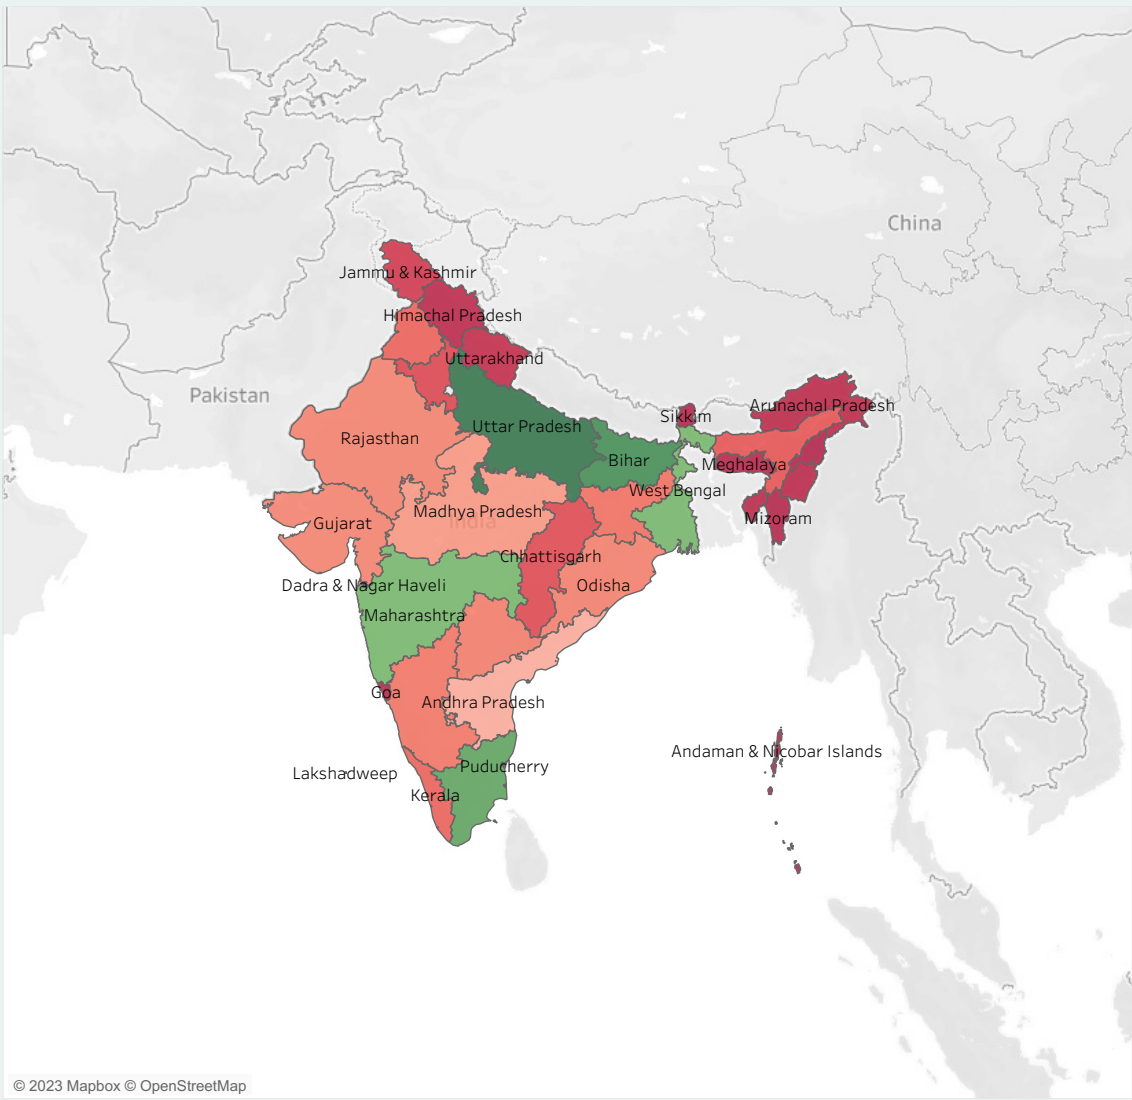 China
Jammu & Kashmir
Himachal Pradesh
Uttarakhand
Pakistan
Sikkim
Arunachal Pradesh
Uttar Pradesh
Rajasthan
Bihar
Meghalaya
West Bengal
Madhya Pradesh
India
Gujarat
Mizoram
Chhattisgarh
Dadra & Nagar Haveli
Odisha
Maharashtra
Goa
Andhra Pradesh
Andaman & Nicobar Islands
Puducherry
Lakshadweep
Kerala
© 2023 Mapbox © OpenStreetMap